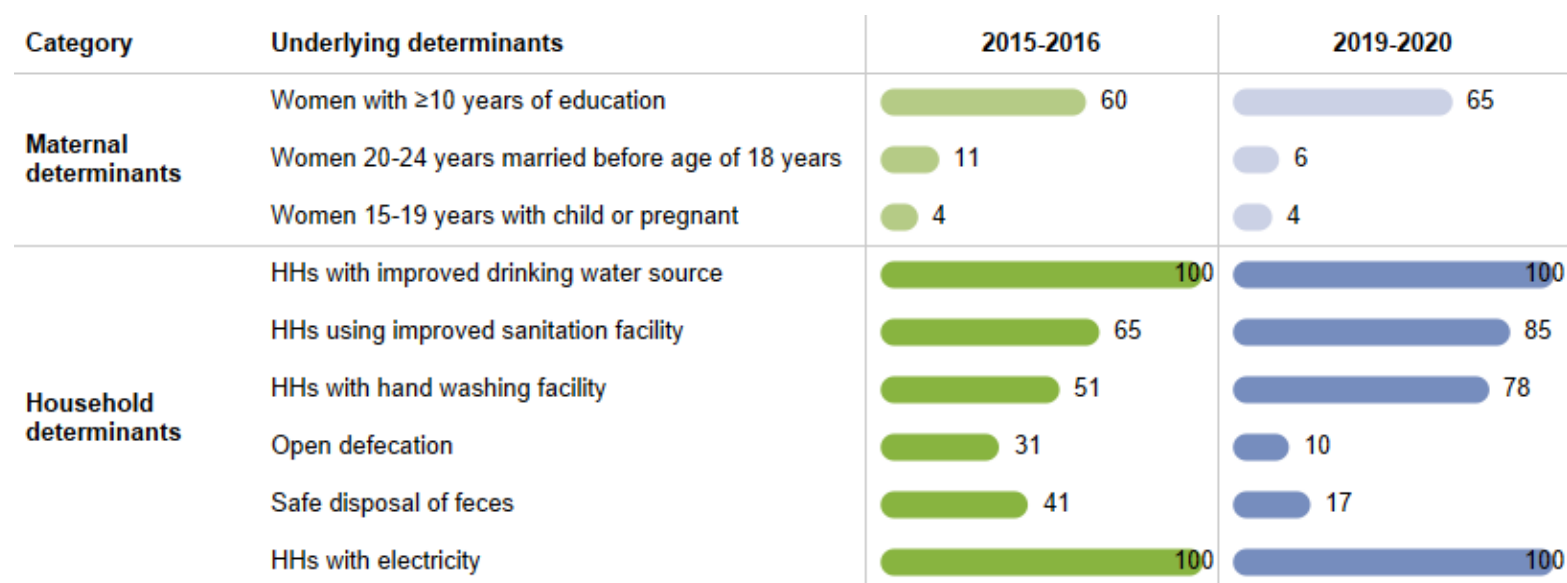 Category Underlying determinants 2015-2016 2019-2020
Women with ≥10 years of education 60 65
Maternal determinants
Women 20-24 years married before age of 18 years 11 6
Women 15-19 years with child or pregnant 4 4
HHs with improved drinking water source 100 100
HHs using improved sanitation facility 65 85
HHs with hand washing facility 51 78
Household determinants
Open defecation 31 10
Safe disposal of feces 41 17
HHs with electricity 100 100